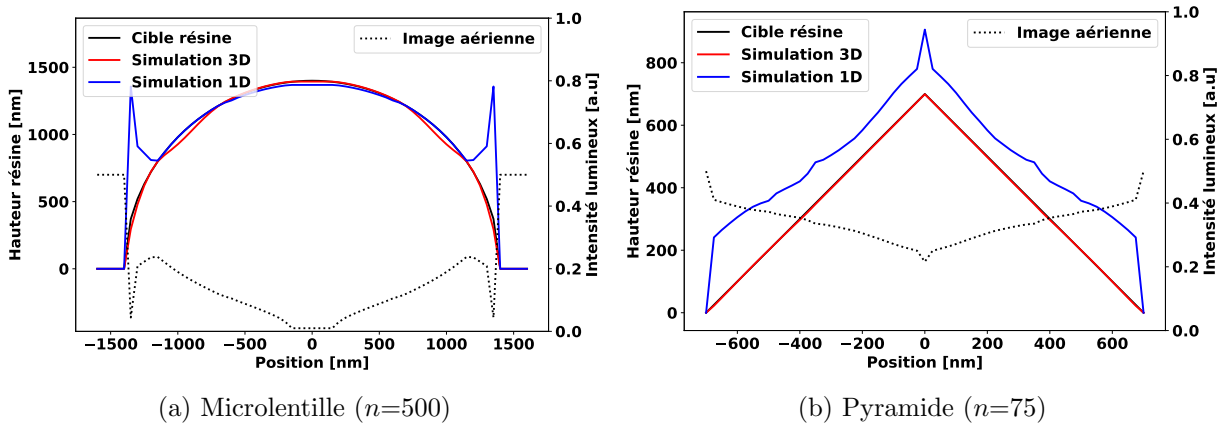 Cible résine
Simulation 3D
Simulation 1D
Image aérienne
Hauteur résine [nm]
1500
1000
500
0
1.0
0.8
0.6
0.4
0.2
0.0
Intensité lumineux [a.u]
−1500 −1000 −500 0 500 1000 1500
Position [nm]
(a) Microlentille (n=500)
Cible résine
Simulation 3D
Simulation 1D
Image aérienne
Hauteur résine [nm]
800
600
400
200
0
1.0
0.8
0.6
0.4
0.2
0.0
Intensité lumineux [a.u]
−600 −400 −200 0 200 400 600
Position [nm]
(b) Pyramide (n=75)